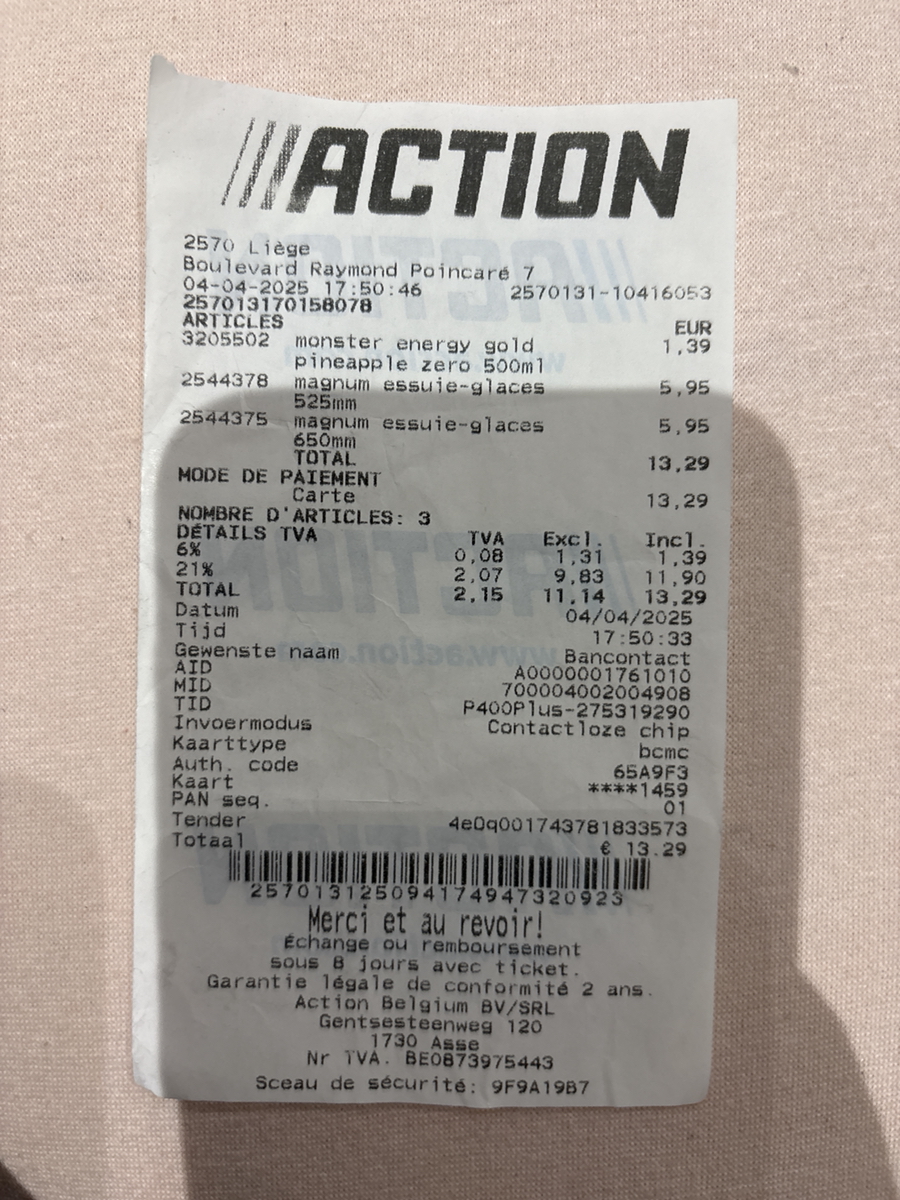 ///ACTION
2570 Liège
Boulevard Raymond Poincaré 7
04-04-2025 17:50:46 2570131-10416053
257013170158078
ARTICLES EUR
3205502 monster energy gold 1,39
pineapple zero 500ml
2544378 magnum essuie-glaces 5,95
525mm
2544375 magnum essuie-glaces 5,95
650mm
TOTAL 13,29
MODE DE PAIEMENT
Carte 13,29
NOMBRE D'ARTICLES: 3
DÉTAILS TVA TVA Excl. Incl.
6% 0,08 1,31 1,39
21% 2,07 9,83 11,90
TOTAL 2,15 11,14 13,29
Datum 04/04/2025
Tijd 17:50:33
Gewenste naam Bancontact
AID A0000001761010
MID 700004002004908
TID P400Plus-275319290
Invoermodus Contactloze chip
Kaarttype bcmc
Auth. code 65A9F3
Kaart ****1459
PAN seq. 01
Tender 4e0q001743781833573
Totaal € 13.29
257013125094174947320923
Merci et au revoir!
Échange ou remboursement
sous 8 jours avec ticket.
Garantie légale de conformité 2 ans.
Action Belgium BV/SRL
Gentsesteenweg 120
1730 Asse
Nr TVA. BE0873975443
Sceau de sécurité: 9F9A19B7